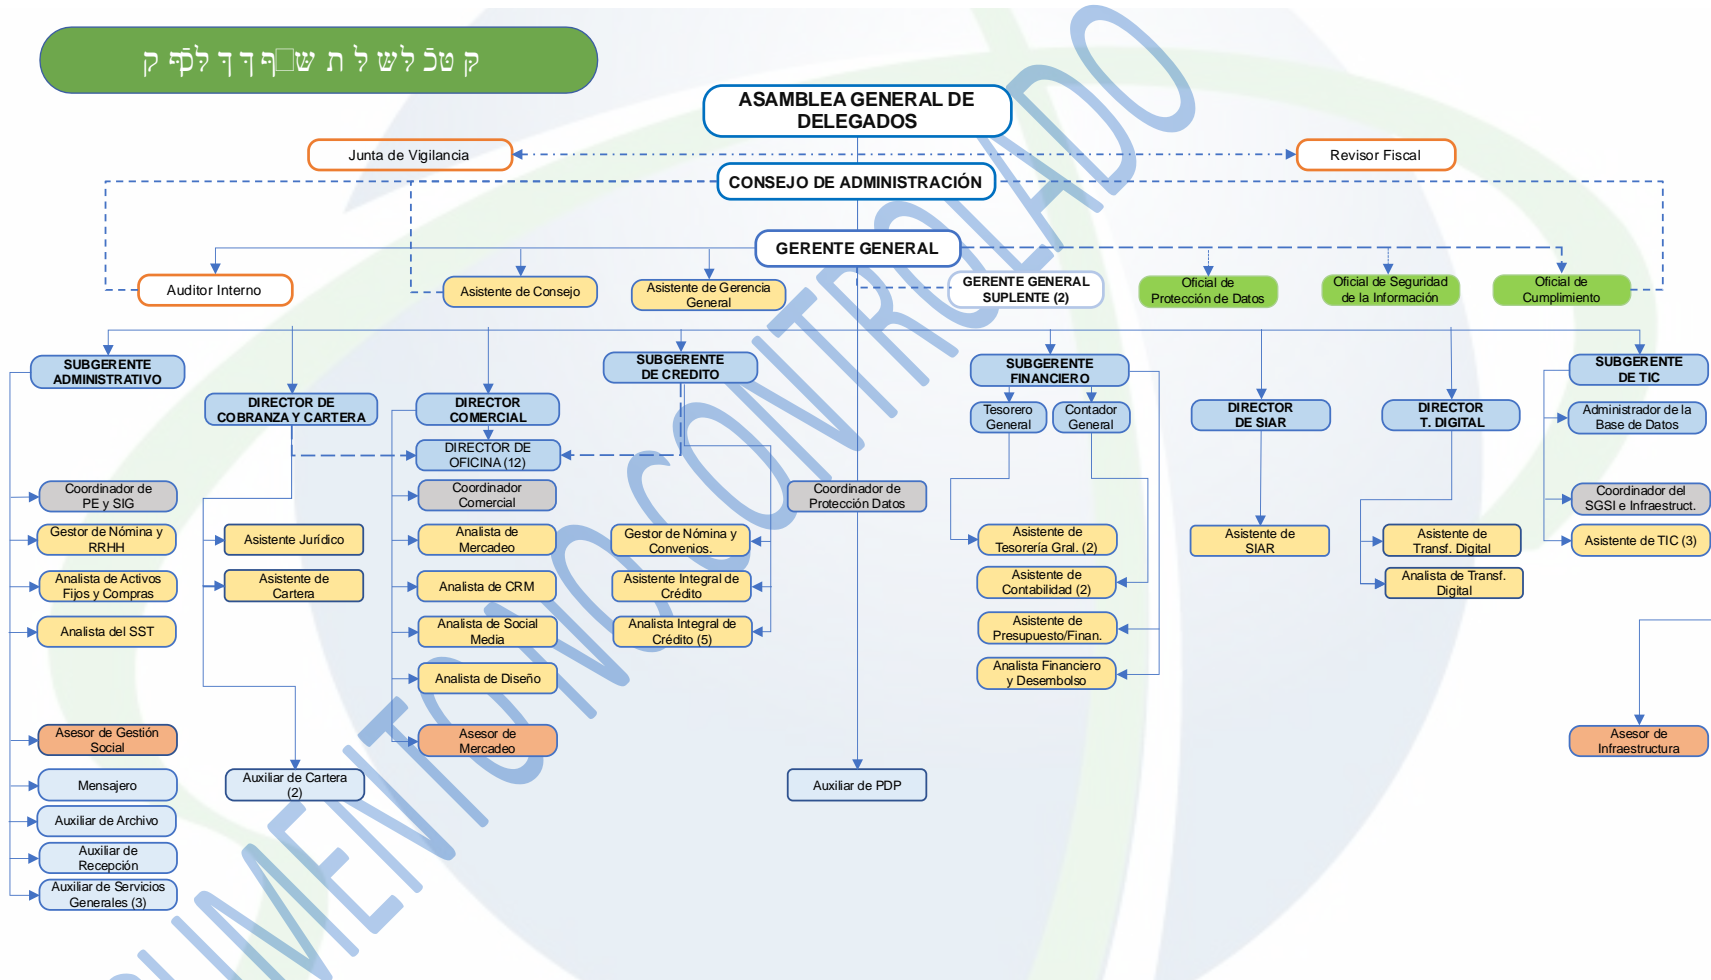 ASAMBLEA GENERAL DE
DELEGADOS
Junta de Vigilancia
Revisor Fiscal
CONSEJO DE ADMINISTRACIÓN
GERENTE GENERAL
Auditor Interno
Asistente de Consejo
Asistente de Gerencia
General
GERENTE GENERAL
SUPLENTE (2)
Oficial de
Protección de Datos
Oficial de Seguridad
de la Información
Oficial de
Cumplimiento
SUBGERENTE
ADMINISTRATIVO
DIRECTOR DE
COBRANZA Y CARTERA
DIRECTOR
COMERCIAL
SUBGERENTE
DE CREDITO
SUBGERENTE
FINANCIERO
DIRECTOR
DE SIAR
DIRECTOR
T. DIGITAL
SUBGERENTE
DE TIC
Tesorero
General
Contador
General
Administrador de la
Base de Datos
DIRECTOR DE
OFICINA (12)
Coordinador de
PE y SIG
Coordinador
Comercial
Coordinador de
Protección Datos
Coordinador del
SGSI e Infraestruct.
Gestor de Nómina y
RRHH
Asistente Jurídico
Analista de
Mercadeo
Gestor de Nómina y
Convenios.
Asistente de
Tesorería Gral. (2)
Asistente de
SIAR
Asistente de
Transf. Digital
Asistente de TIC (3)
Analista de Activos
Fijos y Compras
Asistente de
Cartera
Analista de CRM
Asistente Integral de
Crédito
Asistente de
Contabilidad (2)
Analista de Transf.
Digital
Analista del SST
Analista de Social
Media
Analista Integral de
Crédito (5)
Asistente de
Presupuesto/Finan.
Analista de Diseño
Analista Financiero
y Desembolso
Asesor de Gestión
Social
Asesor de
Mercadeo
Asesor de
Infraestructura
Mensajero
Auxiliar de Cartera
(2)
Auxiliar de PDP
Auxiliar de Archivo
Auxiliar de
Recepción
Auxiliar de Servicios
Generales (3)
UMENTO NO CONTROLADO